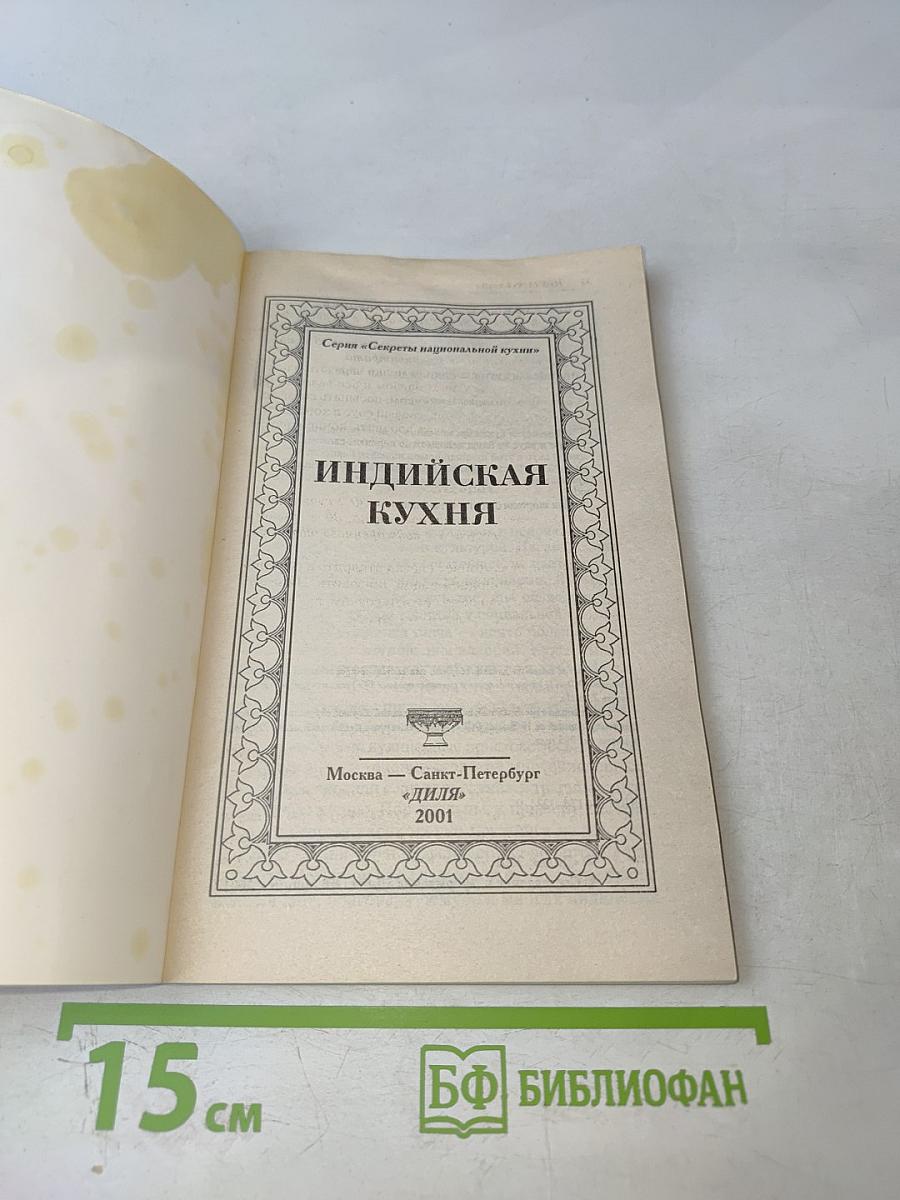 Серия «Секреты национальной кухни»
ИНДИЙСКАЯ
КУХНЯ
Москва — Санкт-Петербург
«ДИЛЯ»
2001
15 см
БФ БИБЛИОФАН